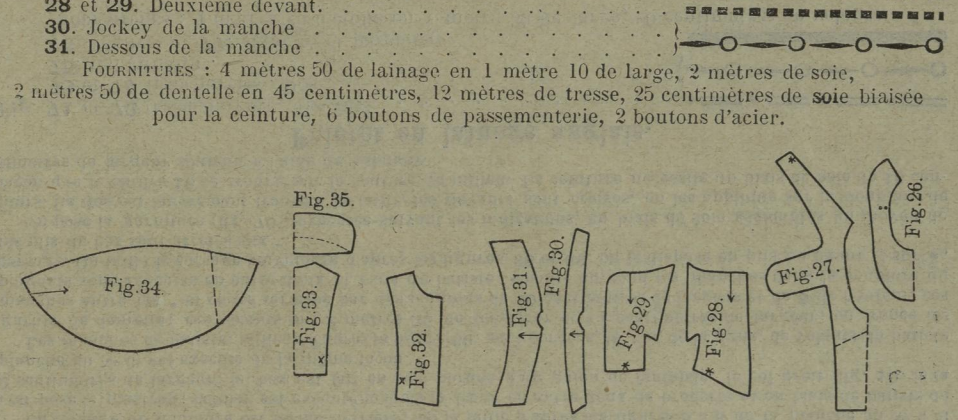 28 et 29. Deuxième devant.
30. Jockey de la manche
31. Dessous de la manche
FOURNITURES : 4 mètres 50 de lainage en 1 mètre 10 de large, 2 mètres de soie,
2 mètres 50 de dentelle en 45 centimètres, 12 mètres de tresse, 25 centimètres de soie biaisée
pour la ceinture, 6 boutons de passementerie, 2 boutons d'acier.
Fig.34.
Fig.35.
Fig.33.
Fig.32.
Fig.31.
Fig.30.
Fig.29.
Fig.28.
Fig.27.
Fig.26.